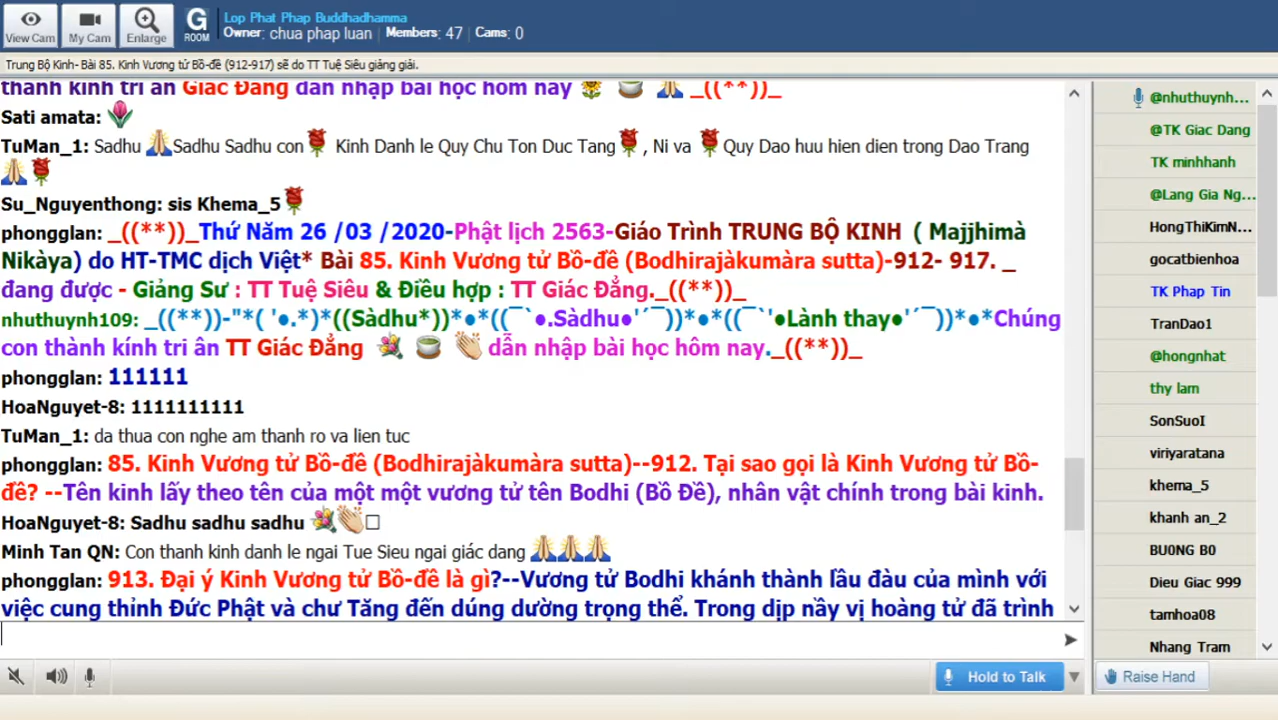 View Cam
My Cam
Enlarge
G
ROOM
Lop Phat Phap Buddhadhamma
Owner: chua phap luan Members: 47 Cams: 0
Trung Bộ Kinh- Bài 85. Kinh Vương tử Bồ-đề (912-917) sẽ do TT Tuệ Siêu giảng giải.
thành kính tri ân Giác Đẳng dẫn nhập bài học hôm nay _((**))_
Sati amata:
TuMan_1: Sadhu Sadhu Sadhu con Kinh Danh le Quy Chu Ton Duc Tang , Ni va Quy Dao huu hien dien trong Dao Trang
Su_Nguyenthong: sis Khema_5
phongglan: _((**))_Thứ Năm 26 /03 /2020-Phật lịch 2563-Giáo Trình TRUNG BỘ KINH ( Majjhimà
Nikàya) do HT-TMC dịch Việt* Bài 85. Kinh Vương tử Bồ-đề (Bodhirajàkumàra sutta)-912- 917. _
đang được - Giảng Sư : TT Tuệ Siêu & Điều hợp : TT Giác Đẳng._((**))_
nhuthuynh109: _((**))-"*( '●.*)*((Sàdhu*))*●*((¯`●.Sàdhu●'´¯))*●*((¯`'●Lành thay●'´¯))*●*Chúng
con thành kính tri ân TT Giác Đẳng dẫn nhập bài học hôm nay._((**))_
phongglan: 111111
HoaNguyet-8: 1111111111
TuMan_1: da thua con nghe am thanh ro va lien tuc
phongglan: 85. Kinh Vương tử Bồ-đề (Bodhirajàkumàra sutta)--912. Tại sao gọi là Kinh Vương tử Bồ-
đề? --Tên kinh lấy theo tên của một một vương tử tên Bodhi (Bồ Đề), nhân vật chính trong bài kinh.
HoaNguyet-8: Sadhu sadhu sadhu
Minh Tan QN: Con thanh kinh danh le ngai Tue Sieu ngai giác dang
phongglan: 913. Đại ý Kinh Vương tử Bồ-đề là gì?--Vương tử Bodhi khánh thành lầu đàu của mình với
việc cung thỉnh Đức Phật và chư Tăng đến dúng dường trọng thể. Trong dịp nầy vị hoàng tử đã trình
Hold to Talk
@nhuthuynh...
@TK Giac Dang
TK minhhanh
@Lang Gia Ng...
HongThiKimN...
gocatbienhoa
TK Phap Tin
TranDao1
@hongnhat
thy lam
SonSuoI
viriyaratana
khema_5
khanh an_2
BU0NG B0
Dieu Giac 999
tamhoa08
Nhang Tram
Raise Hand